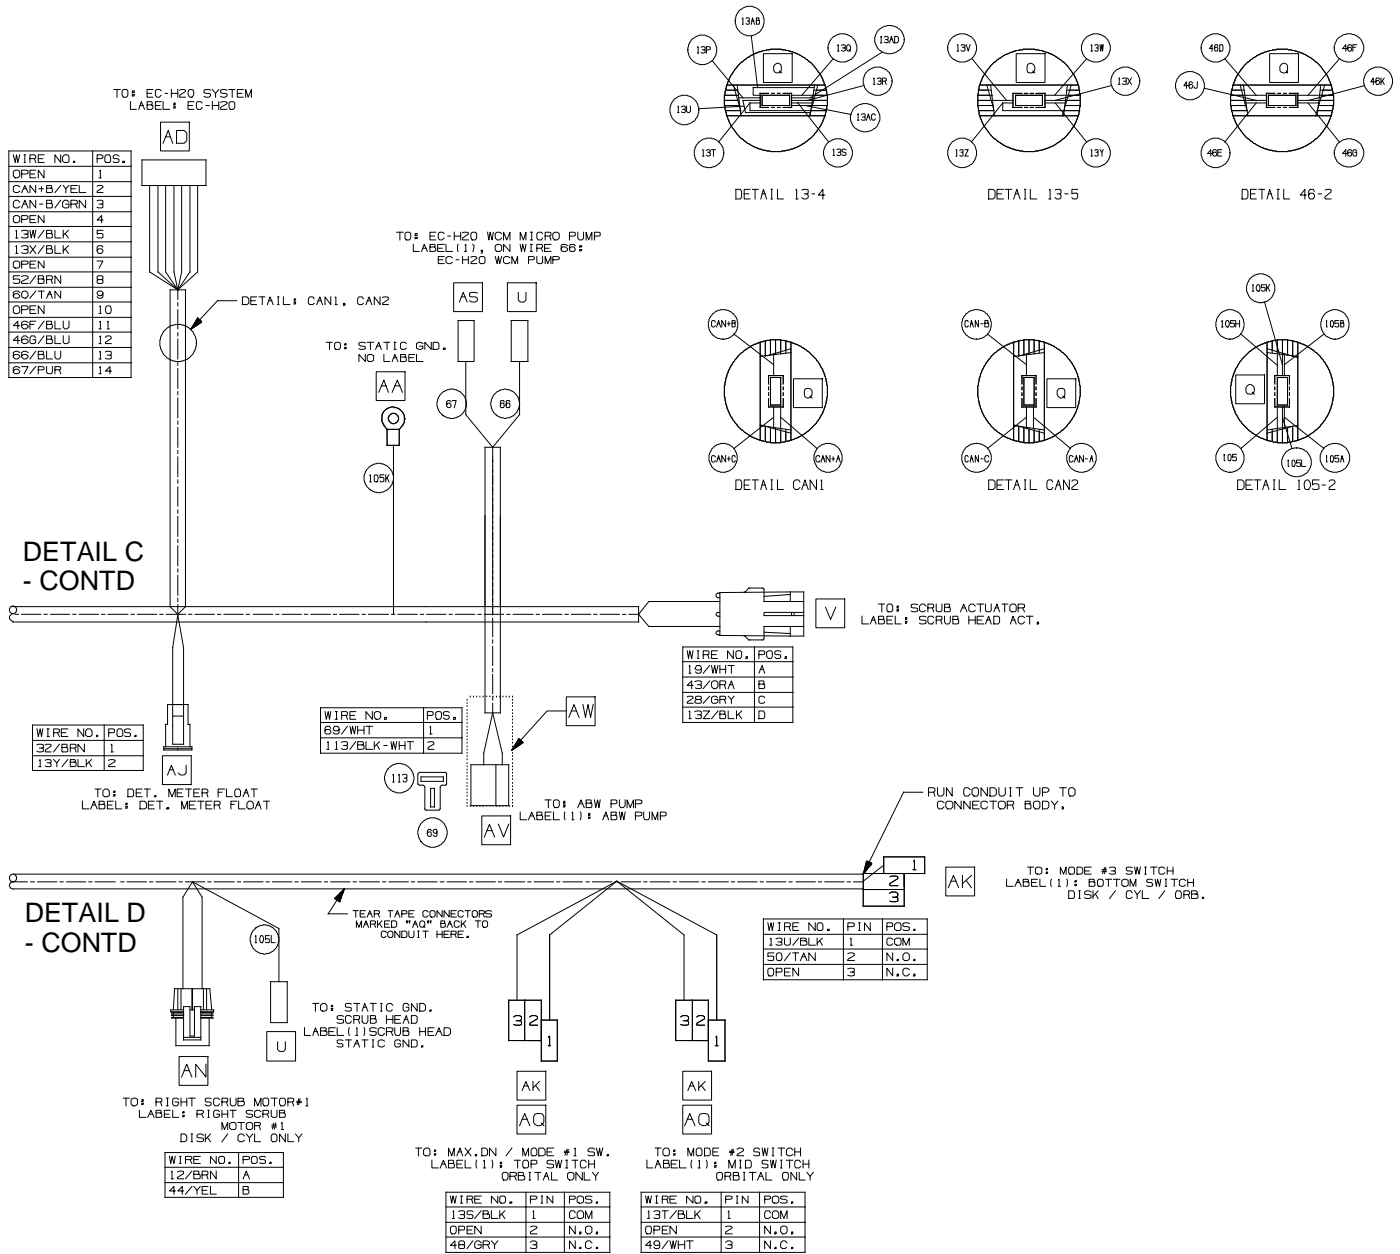 TO: EC-H2O SYSTEM
LABEL: EC-H2O
AD
WIRE NO. POS.
OPEN 1
CAN+B/YEL 2
CAN-B/GRN 3
OPEN 4
13W/BLK 5
13X/BLK 6
OPEN 7
52/BRN 8
60/TAN 9
OPEN 10
46F/BLU 11
46G/BLU 12
66/BLU 13
67/PUR 14
DETAIL: CAN1, CAN2
TO: STATIC GND.
NO LABEL
AA
105K
TO: EC-H2O WCM MICRO PUMP
LABEL(1), ON WIRE 66:
EC-H2O WCM PUMP
AS U
67 66
13AB
13P 13Q 13AD
Q
13R
13U
13AC
13T 13S
DETAIL 13-4
13V 13W
Q
13X
13Z 13Y
DETAIL 13-5
46D 46F
Q
46J 46K
46E 46G
DETAIL 46-2
CAN+B
Q
CAN+C CAN+A
DETAIL CAN1
CAN-B
Q
CAN-C CAN-A
DETAIL CAN2
105K
105H 105B
Q
105 105L 105A
DETAIL 105-2
DETAIL C
- CONTD
V
TO: SCRUB ACTUATOR
LABEL: SCRUB HEAD ACT.
WIRE NO. POS.
19/WHT A
43/ORA B
28/GRY C
13Z/BLK D
WIRE NO. POS.
32/BRN 1
13Y/BLK 2
AJ
TO: DET. METER FLOAT
LABEL: DET. METER FLOAT
WIRE NO. POS.
69/WHT 1
113/BLK-WHT 2
AW
113
69
AV
TO: ABW PUMP
LABEL(1): ABW PUMP
RUN CONDUIT UP TO
CONNECTOR BODY.
1
2
3
AK
TO: MODE #3 SWITCH
LABEL(1): BOTTOM SWITCH
DISK / CYL / ORB.
WIRE NO. PIN POS.
13U/BLK 1 COM
50/TAN 2 N.O.
OPEN 3 N.C.
DETAIL D
- CONTD
TEAR TAPE CONNECTORS
MARKED "AQ" BACK TO
CONDUIT HERE.
105L
TO: STATIC GND.
SCRUB HEAD
LABEL(1)SCRUB HEAD
STATIC GND.
U
AN
TO: RIGHT SCRUB MOTOR#1
LABEL: RIGHT SCRUB
MOTOR #1
DISK / CYL ONLY
WIRE NO. POS.
12/BRN A
44/YEL B
3 2
1
AK
AQ
TO: MAX.DN / MODE #1 SW.
LABEL(1): TOP SWITCH
ORBITAL ONLY
WIRE NO. PIN POS.
13S/BLK 1 COM
OPEN 2 N.O.
48/GRY 3 N.C.
3 2
1
AK
AQ
TO: MODE #2 SWITCH
LABEL(1): MID SWITCH
ORBITAL ONLY
WIRE NO. PIN POS.
13T/BLK 1 COM
OPEN 2 N.O.
49/WHT 3 N.C.